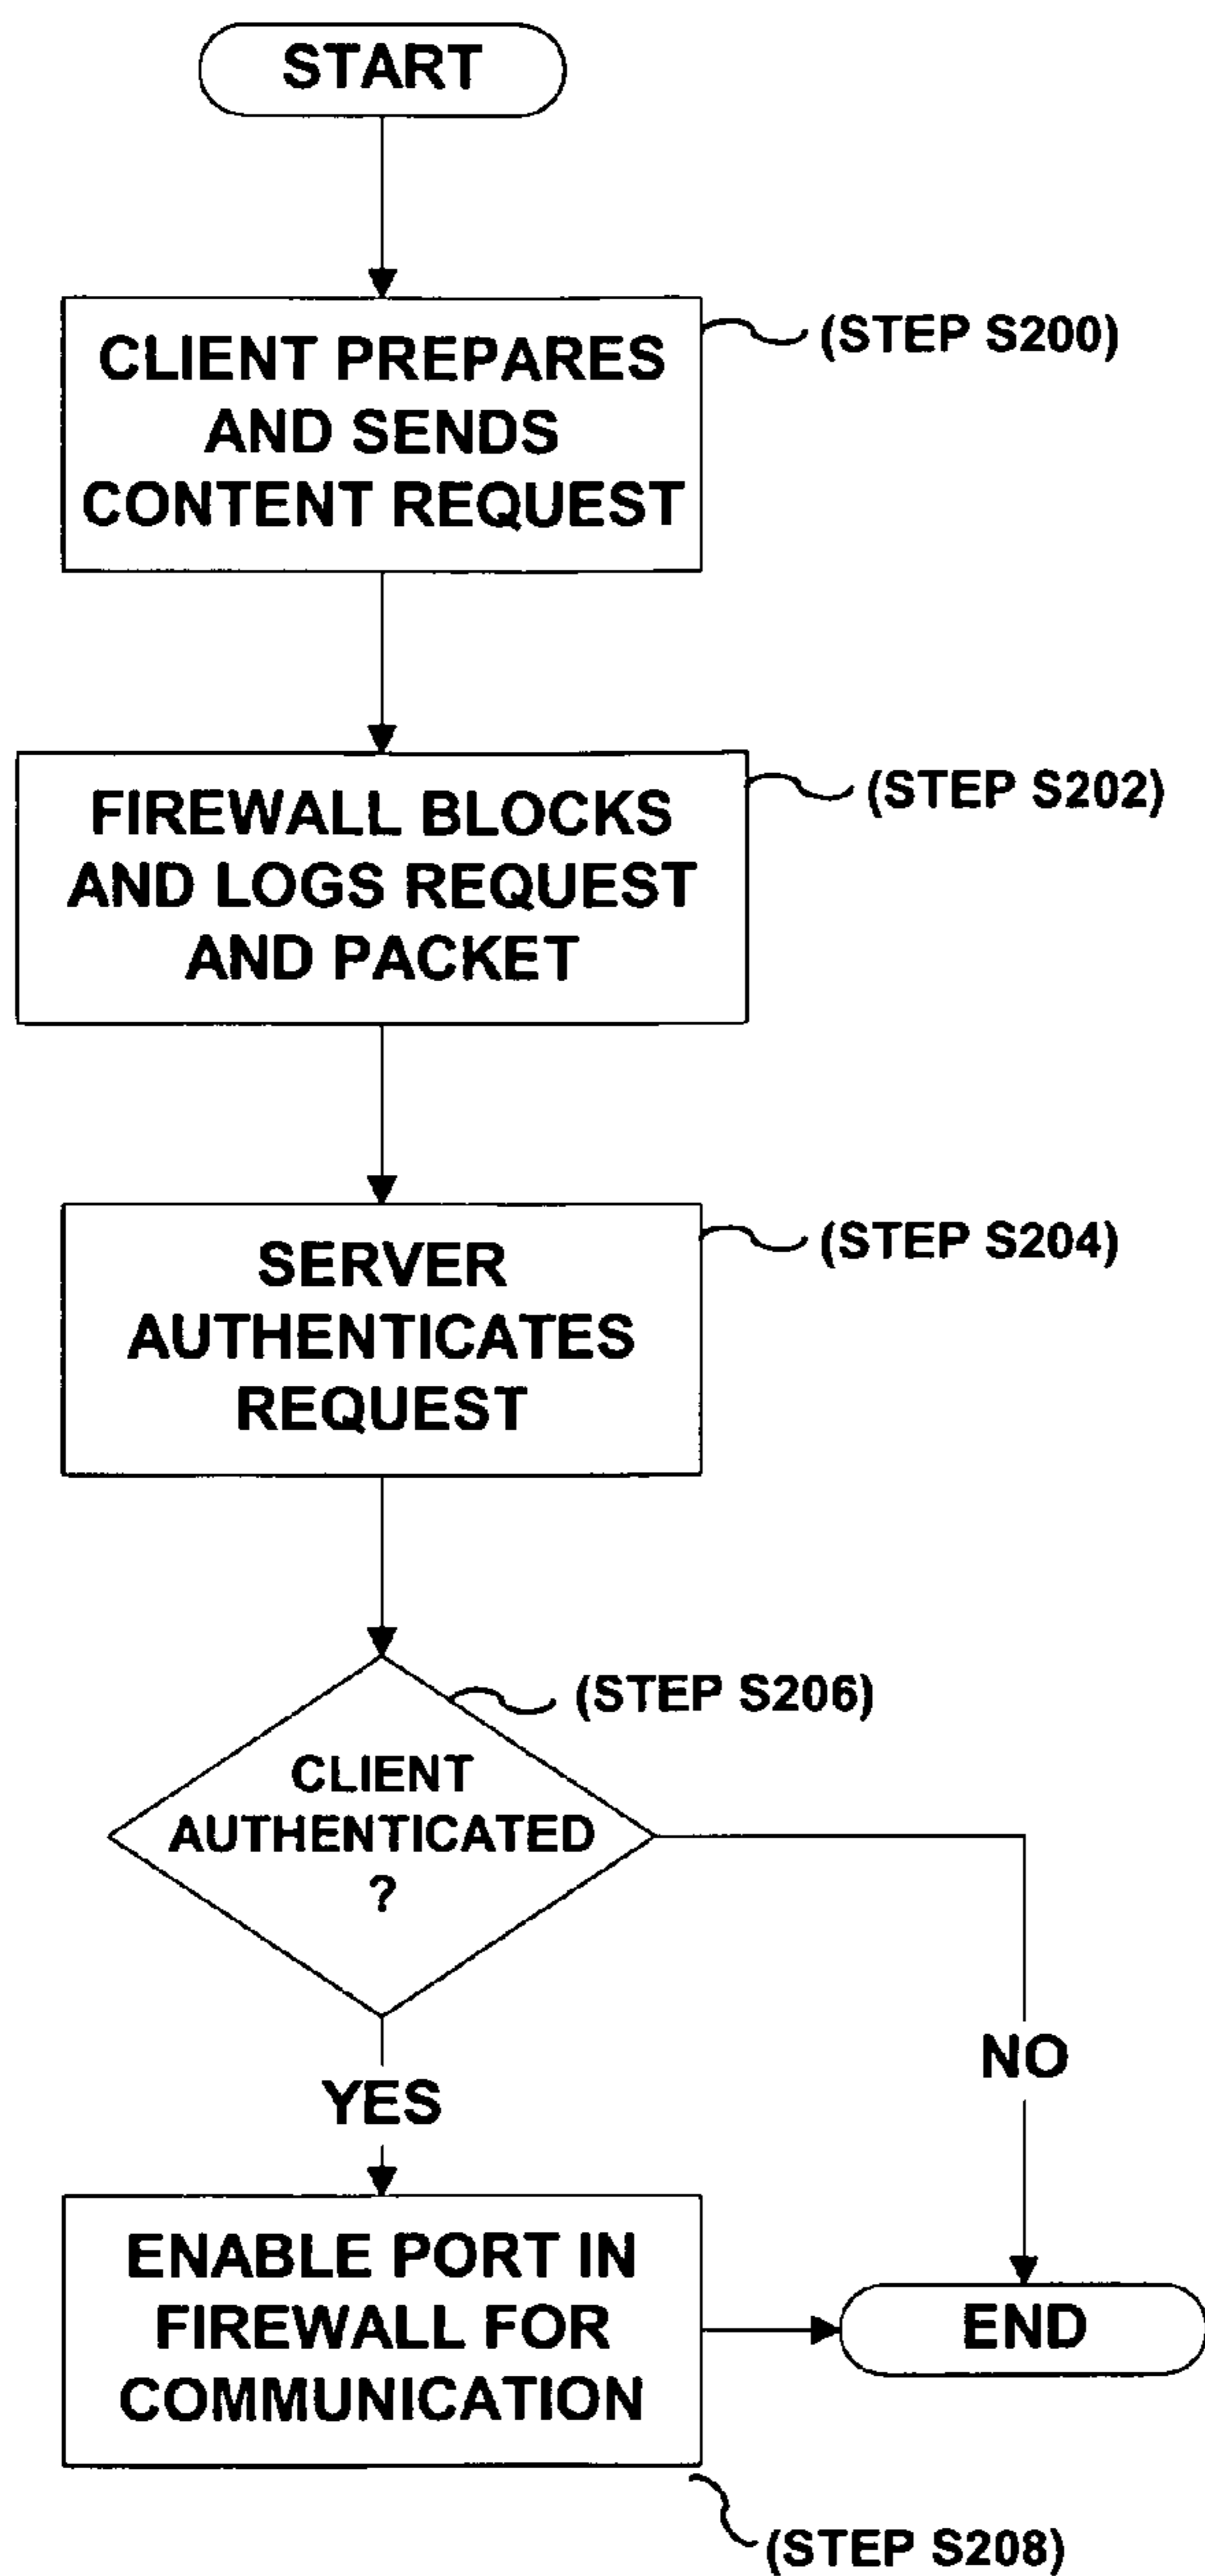 START
CLIENT PREPARES
AND SENDS
CONTENT REQUEST
(STEP S200)
FIREWALL BLOCKS
AND LOGS REQUEST
AND PACKET
(STEP S202)
SERVER
AUTHENTICATES
REQUEST
(STEP S204)
CLIENT
AUTHENTICATED
?
(STEP S206)
NO
YES
ENABLE PORT IN
FIREWALL FOR
COMMUNICATION
END
(STEP S208)